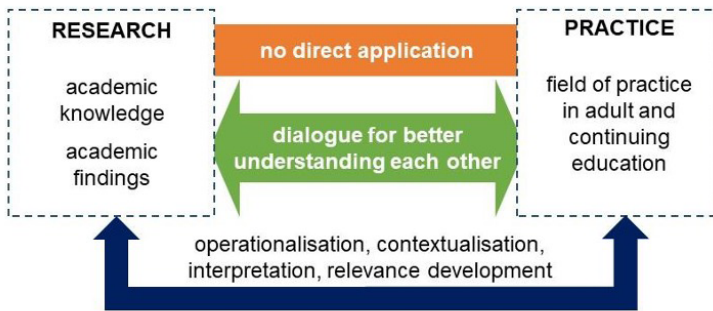 RESEARCH
academic
knowledge
academic
findings
no direct application
dialogue for better
understanding each other
PRACTICE
field of practice
in adult and
continuing
education
operationalisation, contextualisation,
interpretation, relevance development